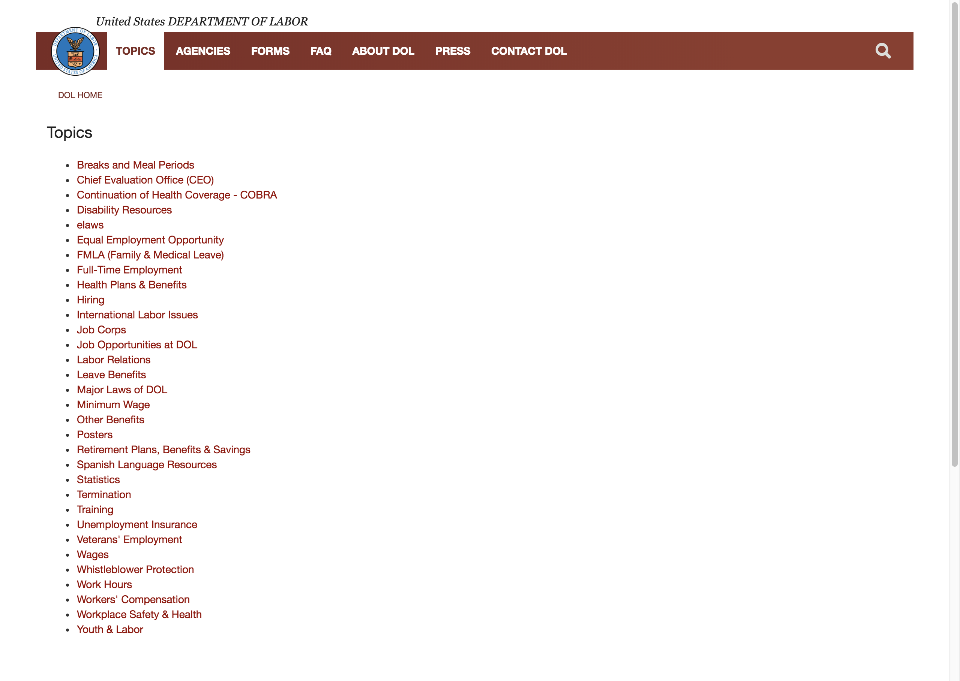 United States DEPARTMENT OF LABOR
TOPICS AGENCIES FORMS FAQ ABOUT DOL PRESS CONTACT DOL
DOL HOME
Topics
Breaks and Meal Periods
Chief Evaluation Office (CEO)
Continuation of Health Coverage - COBRA
Disability Resources
elaws
Equal Employment Opportunity
FMLA (Family & Medical Leave)
Full-Time Employment
Health Plans & Benefits
Hiring
International Labor Issues
Job Corps
Job Opportunities at DOL
Labor Relations
Leave Benefits
Major Laws of DOL
Minimum Wage
Other Benefits
Posters
Retirement Plans, Benefits & Savings
Spanish Language Resources
Statistics
Termination
Training
Unemployment Insurance
Veterans' Employment
Wages
Whistleblower Protection
Work Hours
Workers' Compensation
Workplace Safety & Health
Youth & Labor